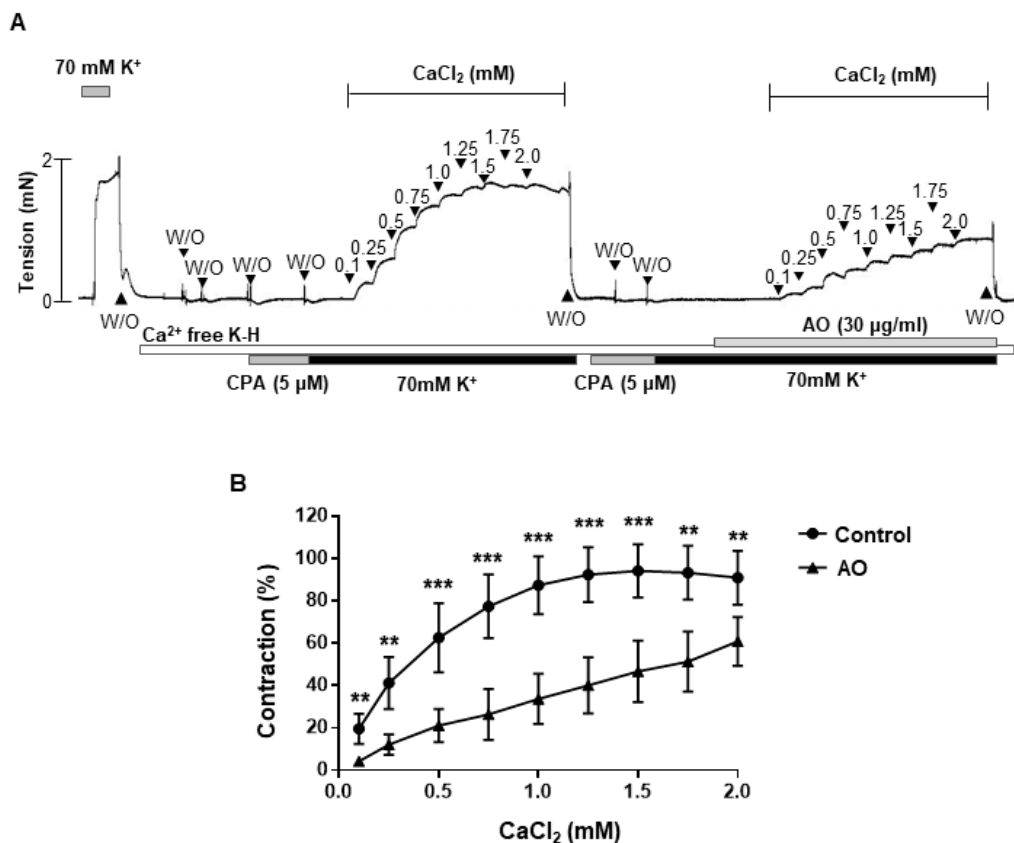 A
70 mM K⁺
CaCl₂ (mM)
CaCl₂ (mM)
Tension (mN)
2
0
W/O
W/O
W/O
W/O
W/O
0.1
0.25
0.5
0.75
1.0
1.25
1.5
1.75
2.0
W/O
W/O
W/O
0.1
0.25
0.5
0.75
1.0
1.25
1.5
1.75
2.0
W/O
AO (30 µg/ml)
Ca²⁺ free K-H
CPA (5 µM)
70mM K⁺
CPA (5 µM)
70mM K⁺
B
Contraction (%)
120
100
80
60
40
20
0
** ** *** *** *** *** *** ** **
Control
AO
0.0 0.5 1.0 1.5 2.0
CaCl₂ (mM)